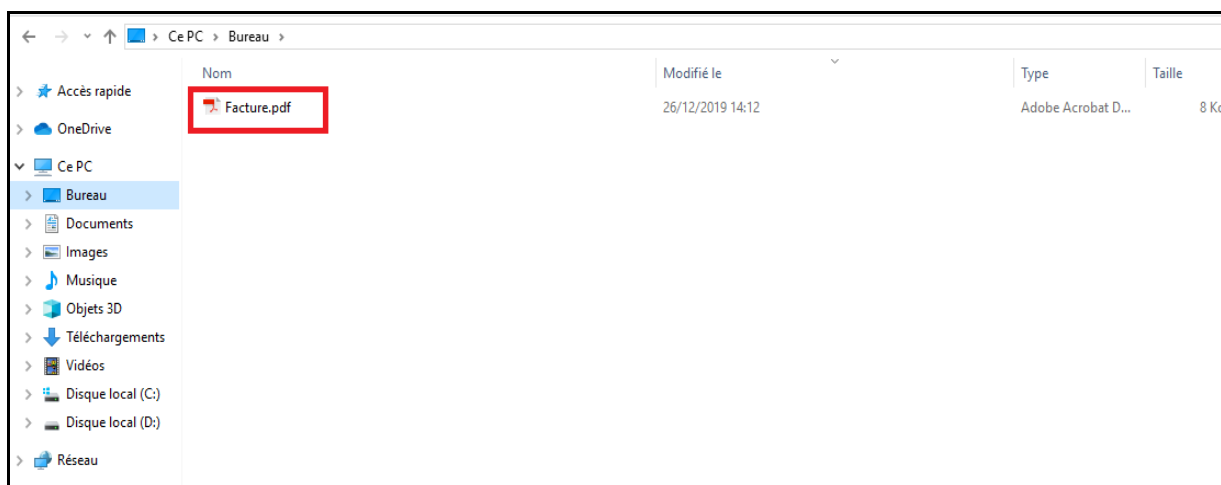 Ce PC > Bureau >
Nom Modifié le Type Taille
Accès rapide
Facture.pdf 26/12/2019 14:12 Adobe Acrobat D... 8 Ko
OneDrive
Ce PC
Bureau
Documents
Images
Musique
Objets 3D
Téléchargements
Vidéos
Disque local (C:)
Disque local (D:)
Réseau